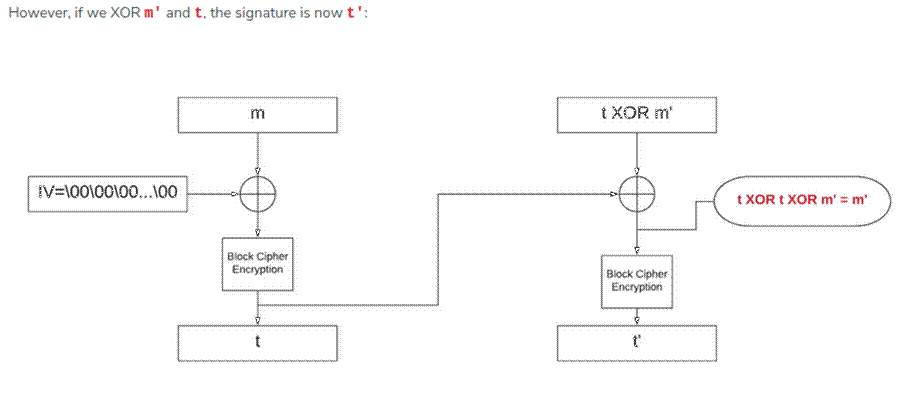 However, if we XOR m' and t, the signature is now t':
m
t XOR m'
IV=\00\00\00...\00
t XOR t XOR m' = m'
Block Cipher
Encryption
Block Cipher
Encryption
t
t'